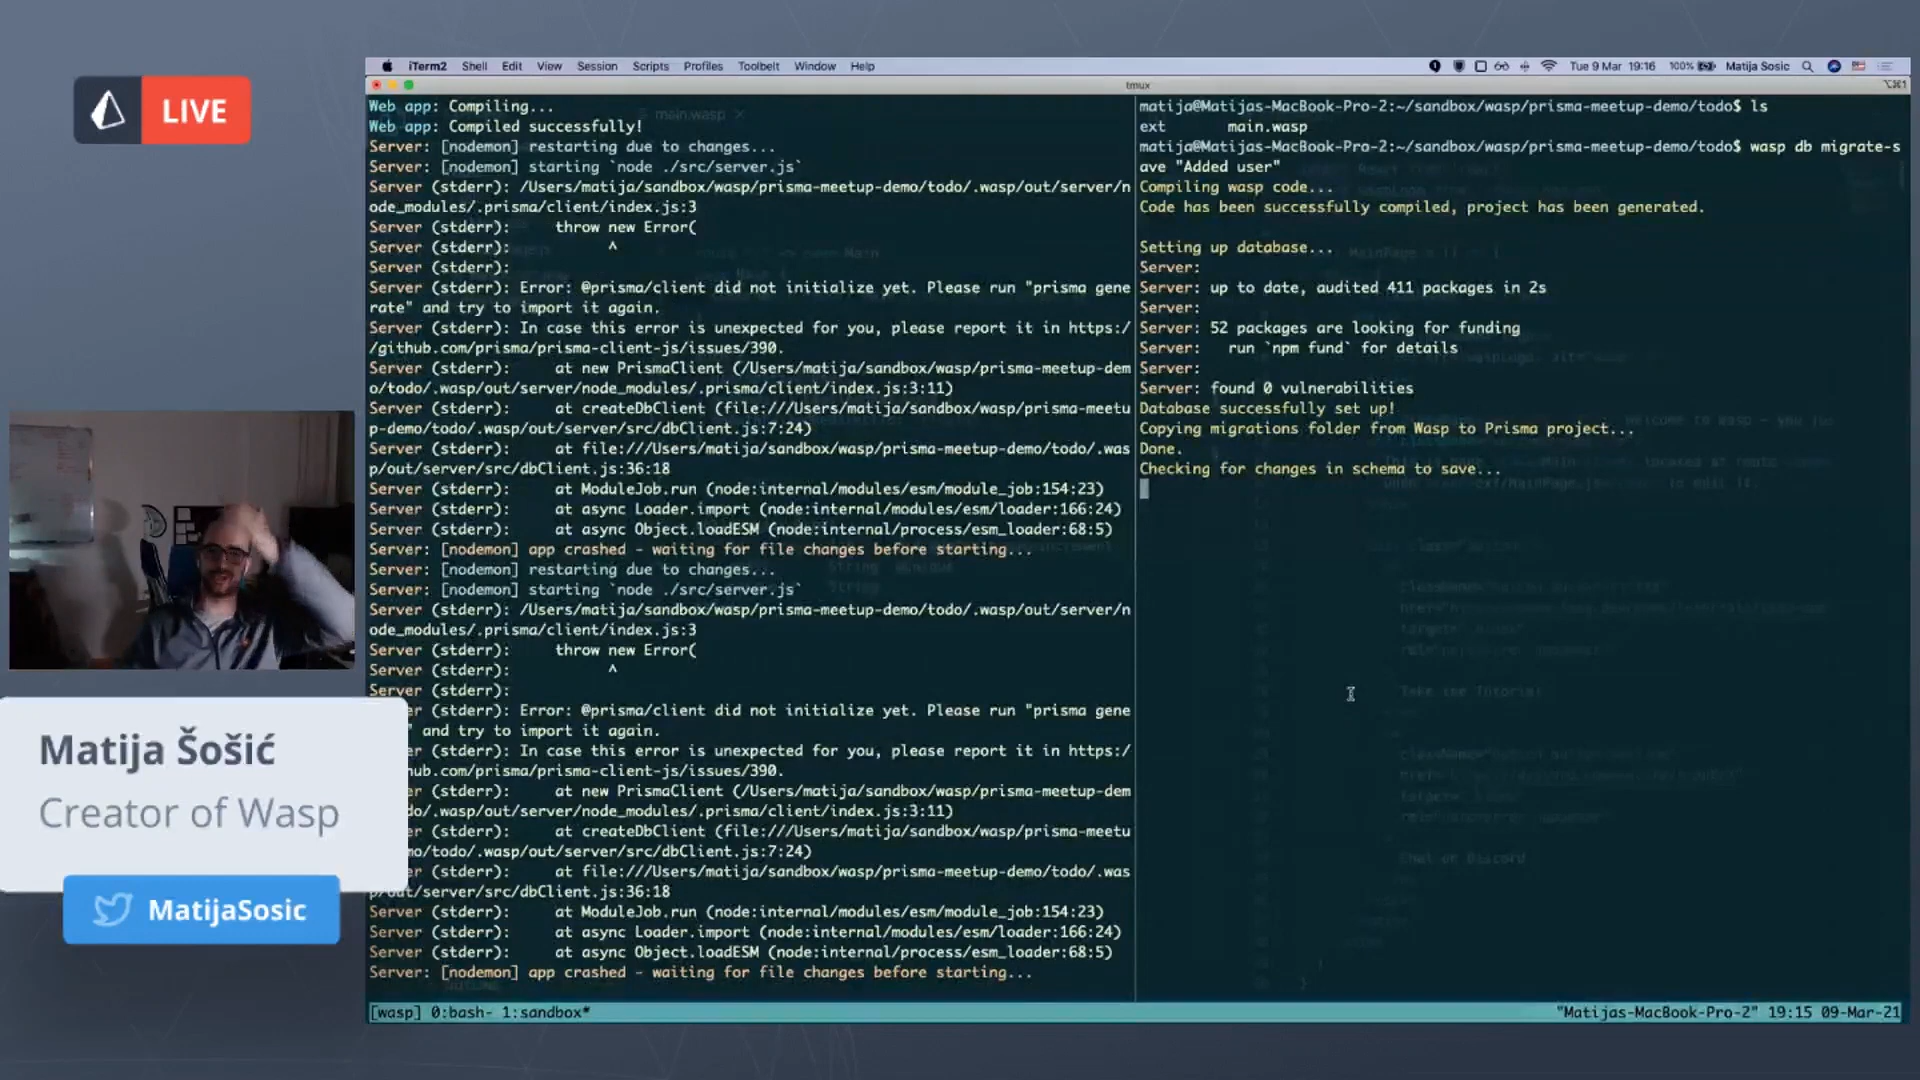 LIVE
Matija Šošić
Creator of Wasp
MatijaSosic
iTerm2 Shell Edit View Session Scripts Profiles Toolbelt Window Help
Tue 9 Mar 19:16 100% Matija Sosic
tmux
Web app: Compiling...
Web app: Compiled successfully!
Server: [nodemon] restarting due to changes...
Server: [nodemon] starting `node ./src/server.js`
Server (stderr): /Users/matija/sandbox/wasp/prisma-meetup-demo/todo/.wasp/out/server/n
ode_modules/.prisma/client/index.js:3
Server (stderr):     throw new Error(
Server (stderr):           ^
Server (stderr):
Server (stderr): Error: @prisma/client did not initialize yet. Please run "prisma gene
rate" and try to import it again.
Server (stderr): In case this error is unexpected for you, please report it in https:/
/github.com/prisma/prisma-client-js/issues/390.
Server (stderr):     at new PrismaClient (/Users/matija/sandbox/wasp/prisma-meetup-dem
o/todo/.wasp/out/server/node_modules/.prisma/client/index.js:3:11)
Server (stderr):     at createDbClient (file:///Users/matija/sandbox/wasp/prisma-meetu
p-demo/todo/.wasp/out/server/src/dbClient.js:7:24)
Server (stderr):     at file:///Users/matija/sandbox/wasp/prisma-meetup-demo/todo/.was
p/out/server/src/dbClient.js:36:18
Server (stderr):     at ModuleJob.run (node:internal/modules/esm/module_job:154:23)
Server (stderr):     at async Loader.import (node:internal/modules/esm/loader:166:24)
Server (stderr):     at async Object.loadESM (node:internal/process/esm_loader:68:5)
Server: [nodemon] app crashed - waiting for file changes before starting...
Server: [nodemon] restarting due to changes...
Server: [nodemon] starting `node ./src/server.js`
Server (stderr): /Users/matija/sandbox/wasp/prisma-meetup-demo/todo/.wasp/out/server/n
ode_modules/.prisma/client/index.js:3
Server (stderr):     throw new Error(
Server (stderr):           ^
Server (stderr):
er (stderr): Error: @prisma/client did not initialize yet. Please run "prisma gene
" and try to import it again.
er (stderr): In case this error is unexpected for you, please report it in https:/
hub.com/prisma/prisma-client-js/issues/390.
er (stderr):     at new PrismaClient (/Users/matija/sandbox/wasp/prisma-meetup-dem
do/.wasp/out/server/node_modules/.prisma/client/index.js:3:11)
er (stderr):     at createDbClient (file:///Users/matija/sandbox/wasp/prisma-meetu
mo/todo/.wasp/out/server/src/dbClient.js:7:24)
er (stderr):     at file:///Users/matija/sandbox/wasp/prisma-meetup-demo/todo/.was
p/out/server/src/dbClient.js:36:18
Server (stderr):     at ModuleJob.run (node:internal/modules/esm/module_job:154:23)
Server (stderr):     at async Loader.import (node:internal/modules/esm/loader:166:24)
Server (stderr):     at async Object.loadESM (node:internal/process/esm_loader:68:5)
Server: [nodemon] app crashed - waiting for file changes before starting...
matija@Matijas-MacBook-Pro-2:~/sandbox/wasp/prisma-meetup-demo/todo$ ls
ext       main.wasp
matija@Matijas-MacBook-Pro-2:~/sandbox/wasp/prisma-meetup-demo/todo$ wasp db migrate-s
ave "Added user"
Compiling wasp code...
Code has been successfully compiled, project has been generated.
Setting up database...
Server:
Server: up to date, audited 411 packages in 2s
Server:
Server: 52 packages are looking for funding
Server:   run `npm fund` for details
Server:
Server: found 0 vulnerabilities
Database successfully set up!
Copying migrations folder from Wasp to Prisma project...
Done.
Checking for changes in schema to save...
[wasp] 0:bash- 1:sandbox*
"Matijas-MacBook-Pro-2" 19:15 09-Mar-21